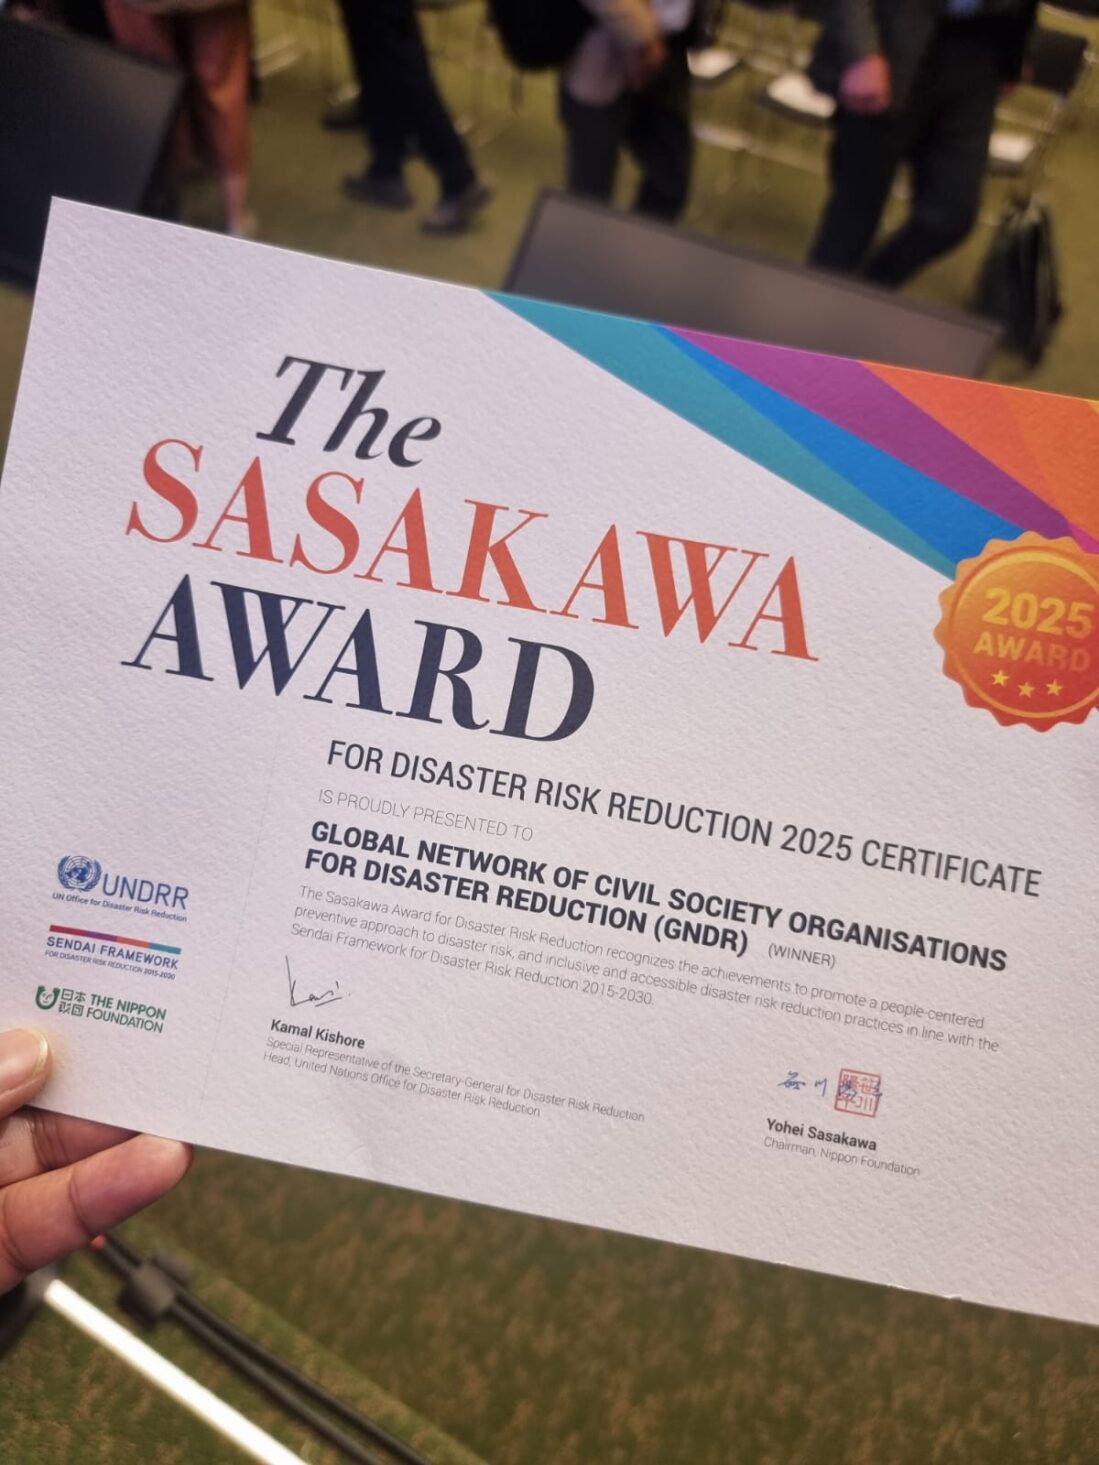 The
SASAKAWA
AWARD
2025
AWARD
FOR DISASTER RISK REDUCTION 2025 CERTIFICATE
IS PROUDLY PRESENTED TO
GLOBAL NETWORK OF CIVIL SOCIETY ORGANISATIONS
FOR DISASTER REDUCTION (GNDR) (WINNER)
The Sasakawa Award for Disaster Risk Reduction recognizes the achievements to promote a people-centered
preventive approach to disaster risk, and inclusive and accessible disaster risk reduction practices in line with the
Sendai Framework for Disaster Risk Reduction 2015-2030.
UNDRR
UN Office for Disaster Risk Reduction
SENDAI FRAMEWORK
FOR DISASTER RISK REDUCTION 2015-2030
日本 THE NIPPON
財団 FOUNDATION
Kamal Kishore
Special Representative of the Secretary-General for Disaster Risk Reduction
Head, United Nations Office for Disaster Risk Reduction
Yohei Sasakawa
Chairman, Nippon Foundation